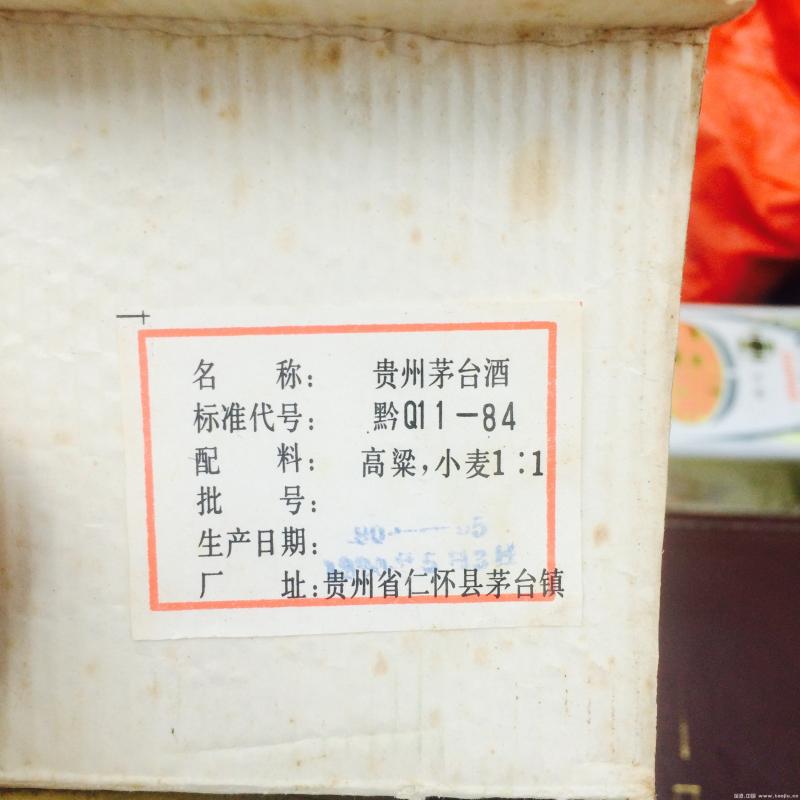 名 称: 贵州茅台酒
标准代号: 黔Q11-84
配 料: 高粱,小麦1:1
批 号:
生产日期:
厂 址:贵州省仁怀县茅台镇